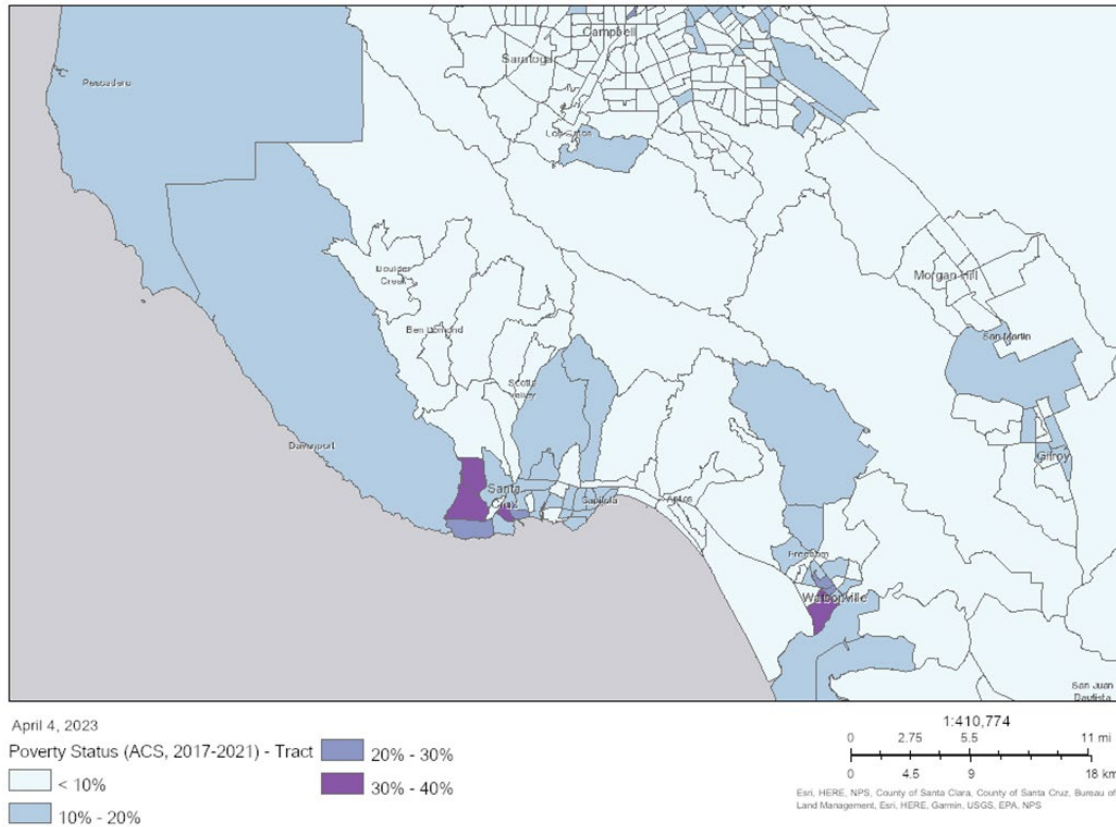 Campbell
Saratoga
Pescadero
Los Gatos
Morgan Hill
Boulder
Creek
San Martin
Ben Lomond
Scotts
Valley
Davenport
Gilroy
Santa
Cruz
Capitola
Aptos
Freedom
Watsonville
San Juan
Bautista
April 4, 2023
Poverty Status (ACS, 2017-2021) - Tract
< 10%
10% - 20%
20% - 30%
30% - 40%
1:410,774
0 2.75 5.5 11 mi
0 4.5 9 18 km
Esri, HERE, NPS, County of Santa Clara, County of Santa Cruz, Bureau of
Land Management, Esri, HERE, Garmin, USGS, EPA, NPS